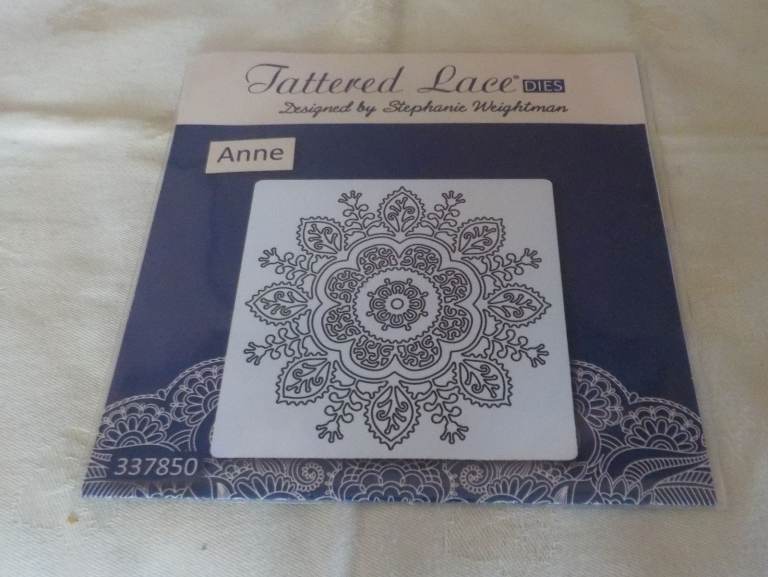 Tattered Lace® DIES
Designed by Stephanie Weightman
Anne
337850